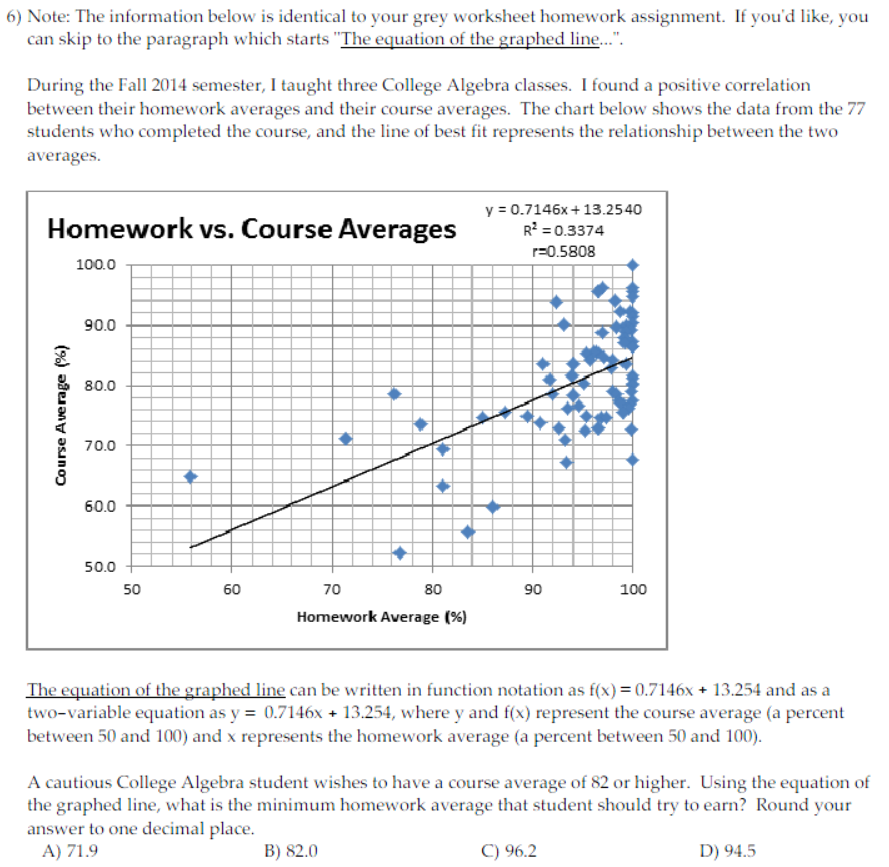 6) Note: The information below is identical to your grey worksheet homework assignment. If you'd like, you
can skip to the paragraph which starts "The equation of the graphed line...".
During the Fall 2014 semester, I taught three College Algebra classes. I found a positive correlation
between their homework averages and their course averages. The chart below shows the data from the 77
students who completed the course, and the line of best fit represents the relationship between the two
averages.
Homework vs. Course Averages
y = 0.7146x + 13.2540
R² = 0.3374
r=0.5808
Course Average (%)
100.0
90.0
80.0
70.0
60.0
50.0
50 60 70 80 90 100
Homework Average (%)
The equation of the graphed line can be written in function notation as f(x) = 0.7146x + 13.254 and as a
two-variable equation as y = 0.7146x + 13.254, where y and f(x) represent the course average (a percent
between 50 and 100) and x represents the homework average (a percent between 50 and 100).
A cautious College Algebra student wishes to have a course average of 82 or higher. Using the equation of
the graphed line, what is the minimum homework average that student should try to earn? Round your
answer to one decimal place.
A) 71.9 B) 82.0 C) 96.2 D) 94.5